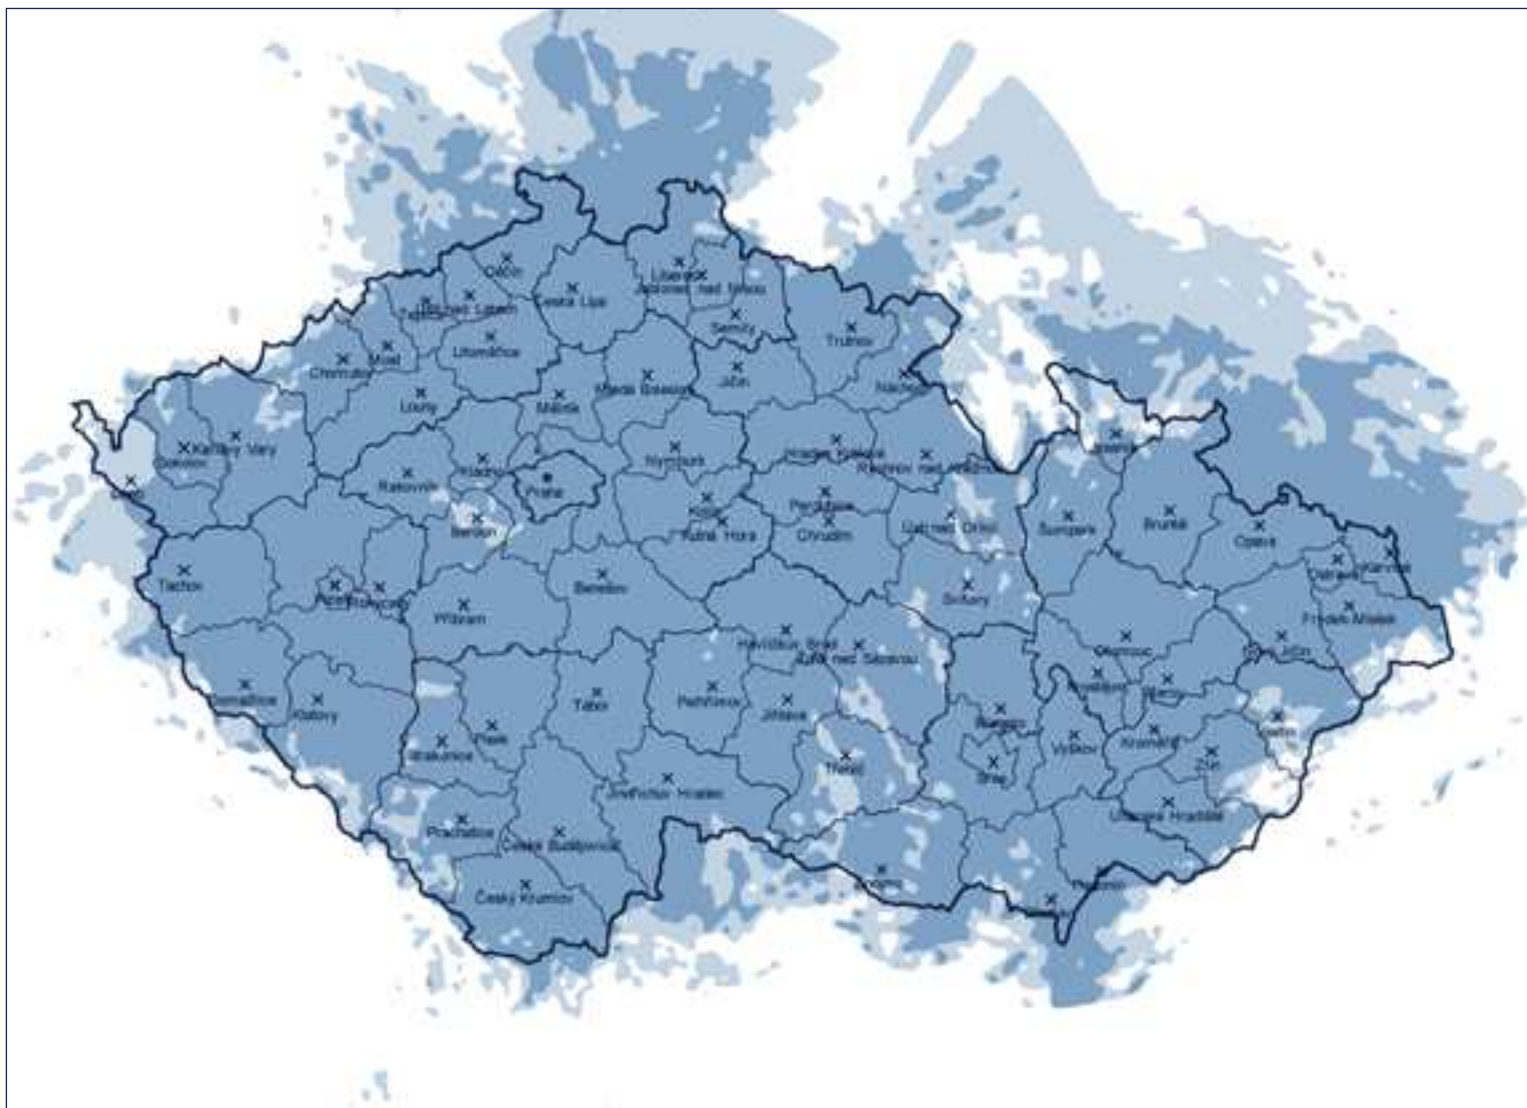 Děčín
Liberec
Jablonec nad Nisou
Ústí nad Labem
Česká Lípa
Semily
Trutnov
Litoměřice
Most
Chomutov
Jičín
Mladá Boleslav
Náchod
Louny
Mělník
Karlovy Vary
Sokolov
Nymburk
Hradec Králové
Rychnov nad Kněžnou
Jeseník
Kladno
Rakovník
Praha
Cheb
Kolín
Pardubice
Kutná Hora
Chrudim
Ústí nad Orlicí
Šumperk
Bruntál
Opava
Beroun
Karviná
Ostrava
Tachov
Plzeň
Rokycany
Benešov
Svitavy
Příbram
Frýdek-Místek
Havlíčkův Brod
Žďár nad Sázavou
Olomouc
Nový Jičín
Prostějov
Přerov
Domažlice
Klatovy
Tábor
Pelhřimov
Jihlava
Písek
Blansko
Vsetín
Strakonice
Vyškov
Kroměříž
Třebíč
Brno
Zlín
Jindřichův Hradec
Uherské Hradiště
Prachatice
České Budějovice
Znojmo
Hodonín
Český Krumlov